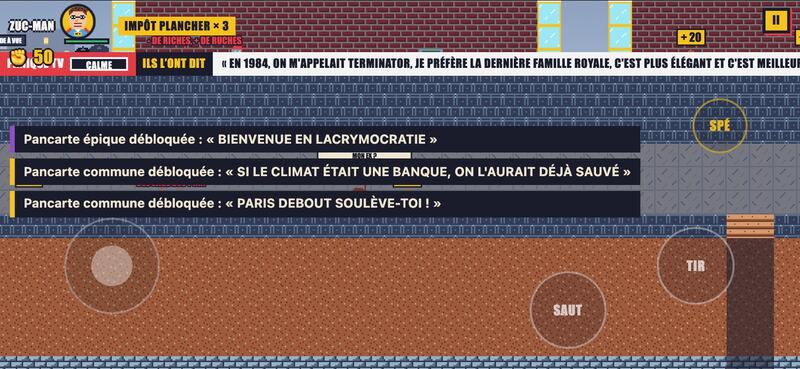 ZUC-MAN
IMPÔT PLANCHER × 3
- DE RICHES, + DE RUCHES
+ 20
50
TV
CALME
ILS L'ONT DIT
« EN 1984, ON M'APPELAIT TERMINATOR, JE PRÉFÈRE LA DERNIÈRE FAMILLE ROYALE, C'EST PLUS ÉLÉGANT ET C'EST MEILLEU
SPÉ
Pancarte épique débloquée : « BIENVENUE EN LACRYMOCRATIE »
Pancarte commune débloquée : « SI LE CLIMAT ÉTAIT UNE BANQUE, ON L'AURAIT DÉJÀ SAUVÉ »
Pancarte commune débloquée : « PARIS DEBOUT SOULÈVE-TOI ! »
TIR
SAUT